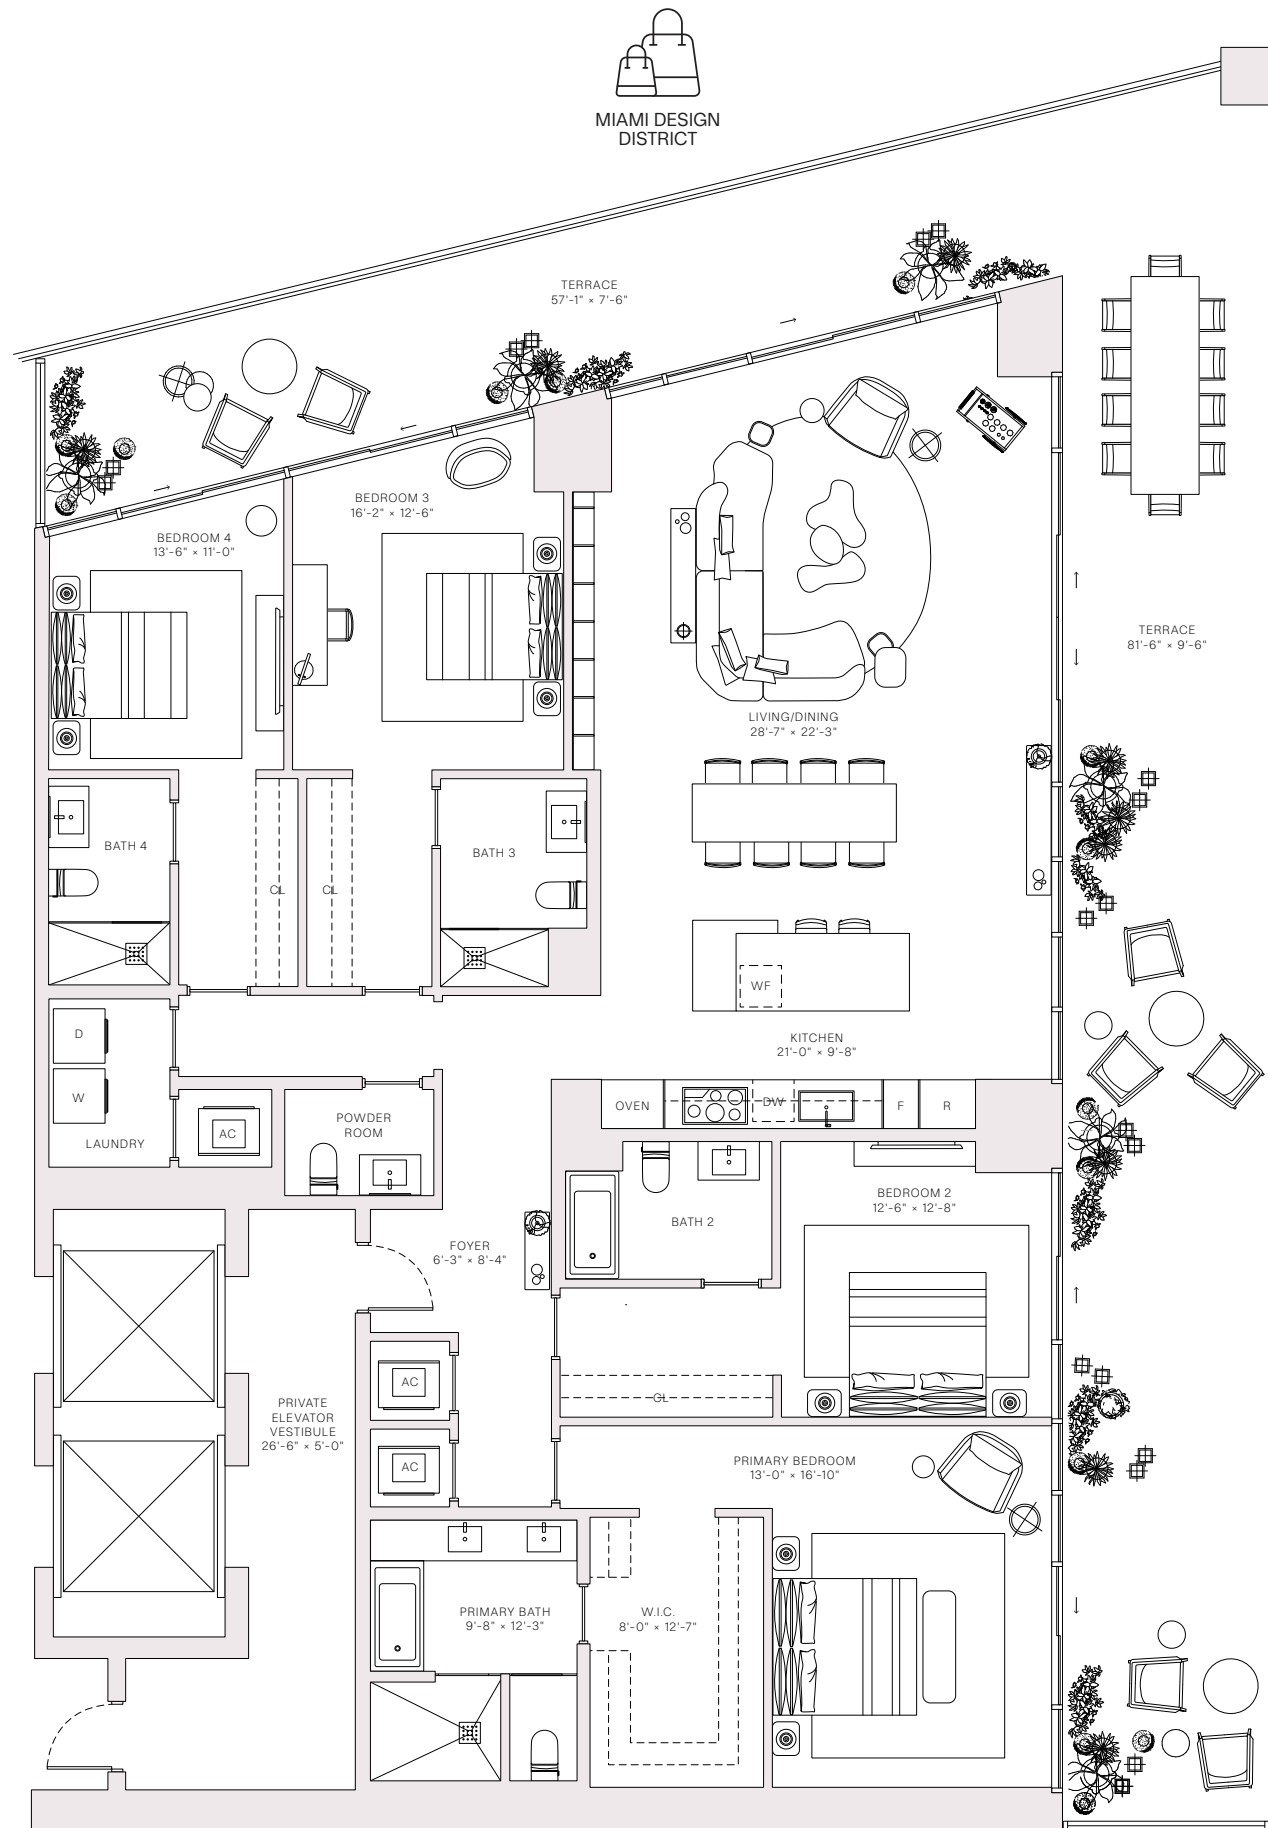 MIAMI DESIGN
DISTRICT
TERRACE
57'-1" × 7'-6"
BEDROOM 3
16'-2" × 12'-6"
BEDROOM 4
13'-6" × 11'-0"
TERRACE
81'-6" × 9'-6"
LIVING/DINING
28'-7" × 22'-3"
BATH 4
BATH 3
CL
CL
WF
D
KITCHEN
21'-0" × 9'-8"
W
OVEN
DW
F
R
LAUNDRY
AC
POWDER
ROOM
BEDROOM 2
12'-6" × 12'-8"
BATH 2
FOYER
6'-3" × 8'-4"
AC
CL
PRIVATE
ELEVATOR
VESTIBULE
26'-6" × 5'-0"
AC
PRIMARY BEDROOM
13'-0" × 16'-10"
PRIMARY BATH
9'-8" × 12'-3"
W.I.C.
8'-0" × 12'-7"